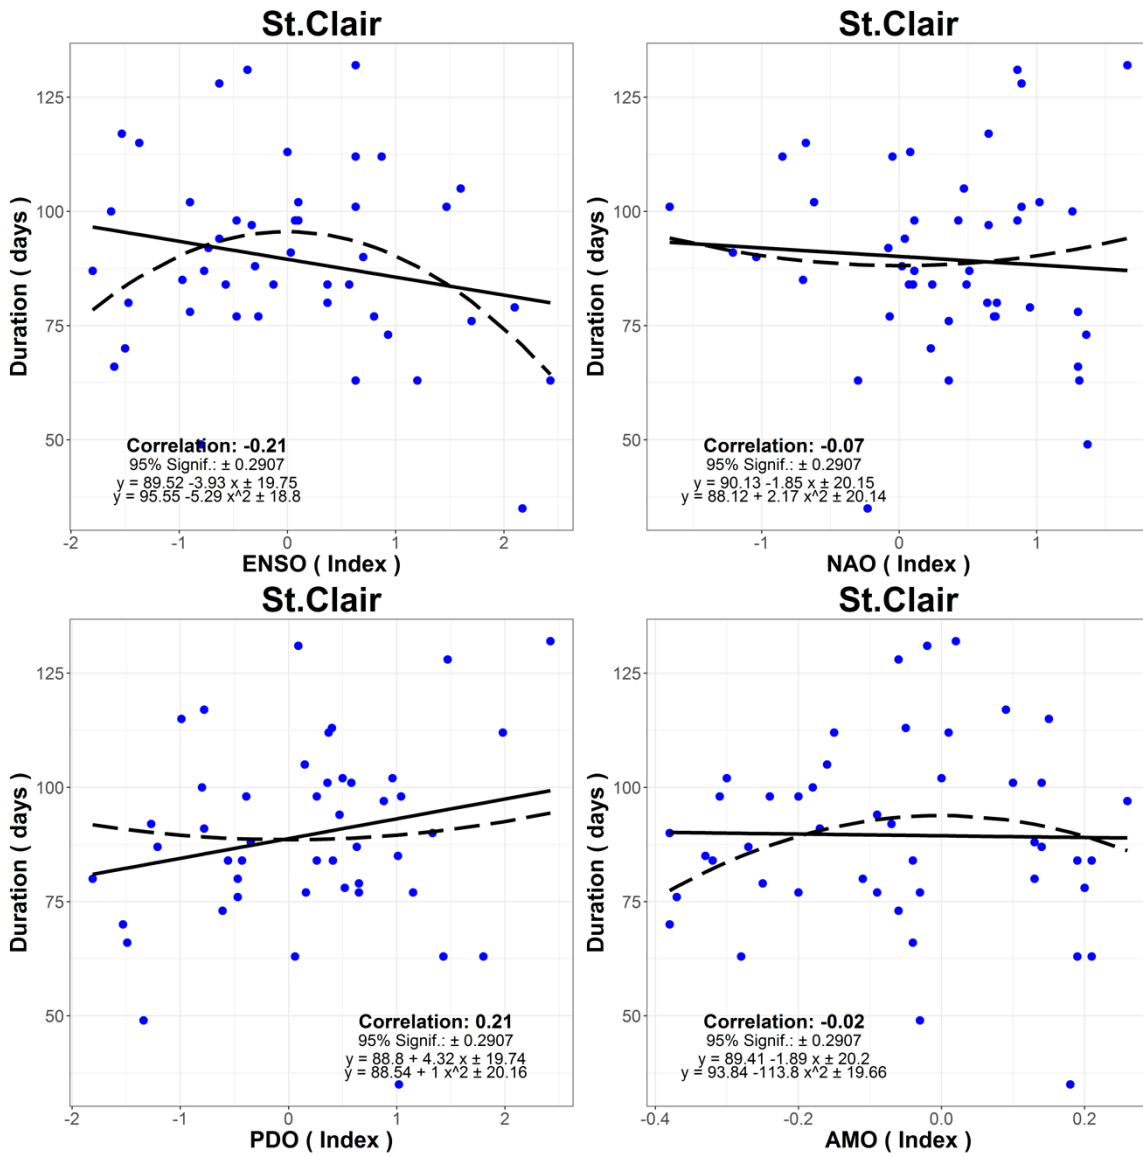 St.Clair
125
100
75
50
Duration ( days )
Correlation: -0.21
95% Signif.: ± 0.2907
y = 89.52 -3.93 x ± 19.75
y = 95.55 -5.29 x^2 ± 18.8
-2 -1 0 1 2
ENSO ( Index )
St.Clair
125
100
75
50
Duration ( days )
Correlation: -0.07
95% Signif.: ± 0.2907
y = 90.13 -1.85 x ± 20.15
y = 88.12 + 2.17 x^2 ± 20.14
-1 0 1
NAO ( Index )
St.Clair
125
100
75
50
Duration ( days )
Correlation: 0.21
95% Signif.: ± 0.2907
y = 88.8 + 4.32 x ± 19.74
y = 88.54 + 1 x^2 ± 20.16
-2 -1 0 1 2
PDO ( Index )
St.Clair
125
100
75
50
Duration ( days )
Correlation: -0.02
95% Signif.: ± 0.2907
y = 89.41 -1.89 x ± 20.2
y = 93.84 -113.8 x^2 ± 19.66
-0.4 -0.2 0.0 0.2
AMO ( Index )